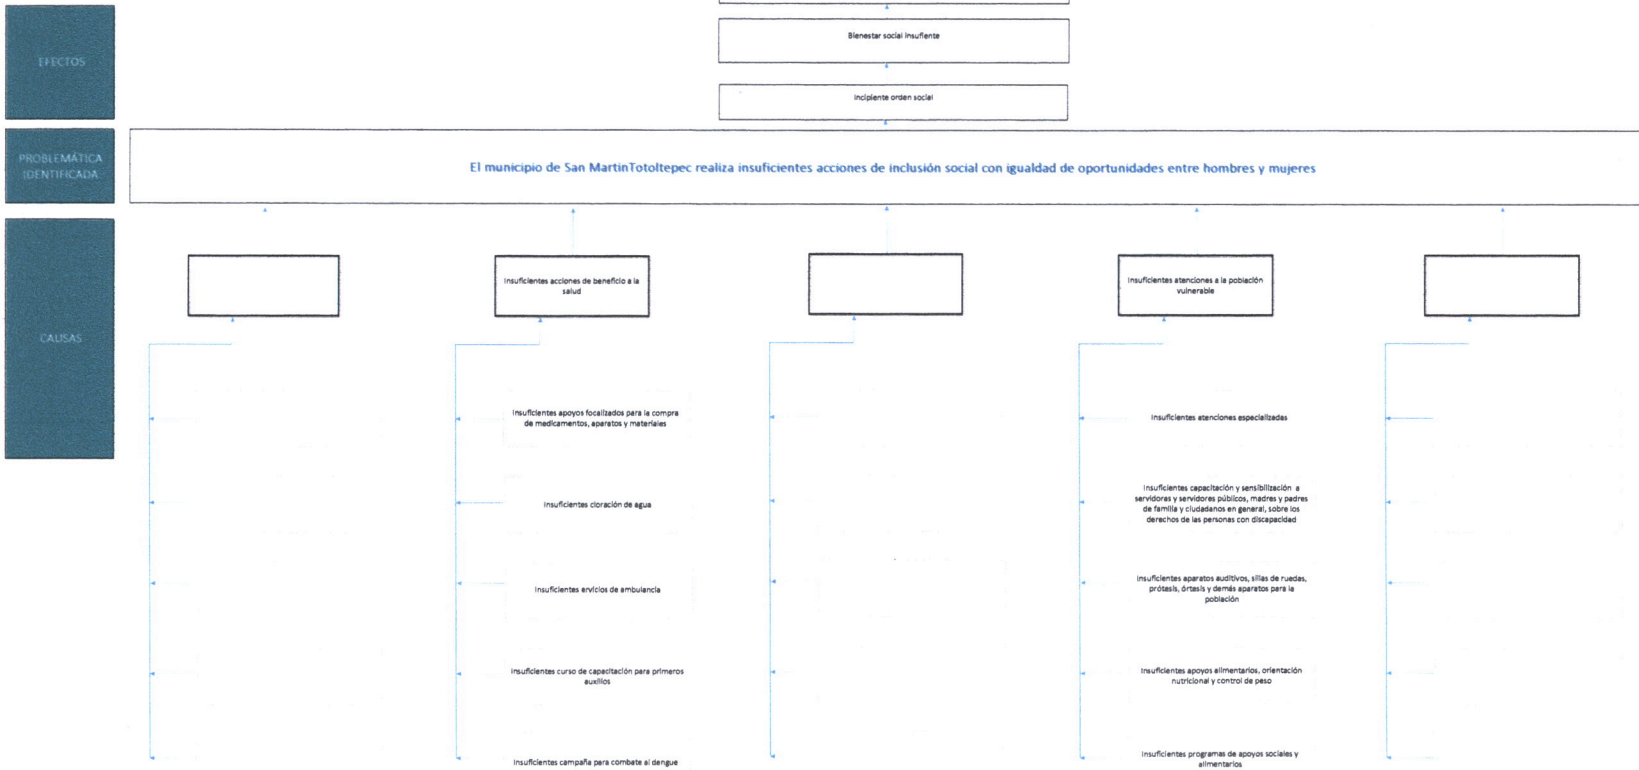 EFECTOS
Bienestar social insufiente
Incipiente orden social
PROBLEMÁTICA
IDENTIFICADA
El municipio de San MartinTotoltepec realiza insuficientes acciones de inclusión social con igualdad de oportunidades entre hombres y mujeres
CAUSAS
Insuficientes acciones de beneficio a la
salud
Insuficientes atenciones a la población
vulnerable
Insuficientes apoyos focalizados para la compra
de medicamentos, aparatos y materiales
Insuficientes cloración de agua
Insuficientes ervicios de ambulancia
Insuficientes curso de capacitación para primeros
auxilios
Insuficientes campaña para combate al dengue
Insuficientes atenciones especializadas
Insuficientes capacitación y sensibilización a
servidoras y servidores públicos, madres y padres
de familia y ciudadanos en general, sobre los
derechos de las personas con discapacidad
Insuficientes aparatos auditivos, sillas de ruedas,
prótesis, órtesis y demás aparatos para la
población
Insuficientes apoyos alimentarios, orientación
nutricional y control de peso
Insuficientes programas de apoyos sociales y
alimentarios